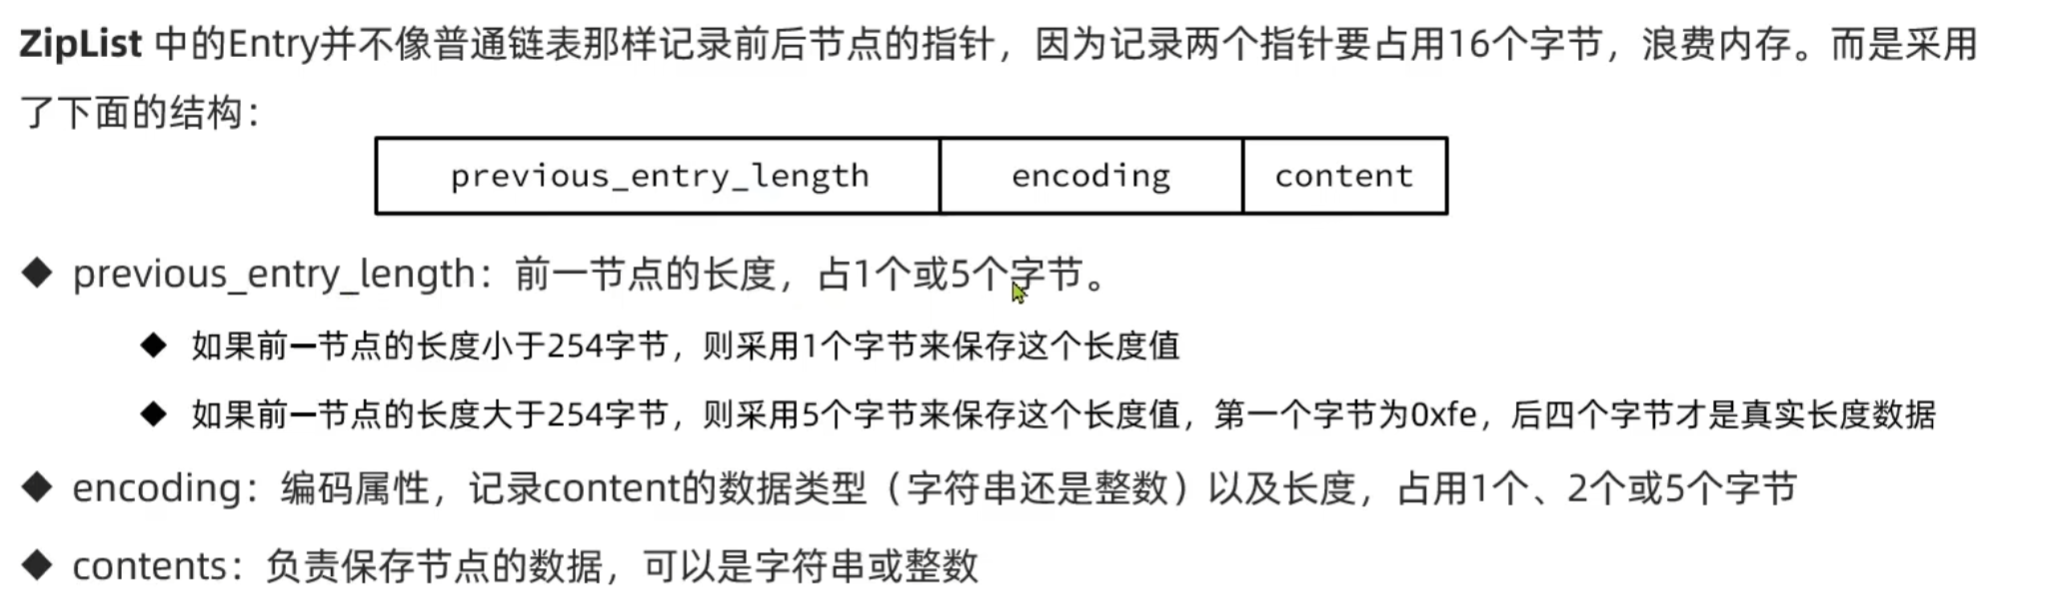 ZipList 中的Entry并不像普通链表那样记录前后节点的指针，因为记录两个指针要占用16个字节，浪费内存。而是采用
了下面的结构：
previous_entry_length encoding content
◆ previous_entry_length：前一节点的长度，占1个或5个字节。
◆ 如果前一节点的长度小于254字节，则采用1个字节来保存这个长度值
◆ 如果前一节点的长度大于254字节，则采用5个字节来保存这个长度值，第一个字节为0xfe，后四个字节才是真实长度数据
◆ encoding：编码属性，记录content的数据类型（字符串还是整数）以及长度，占用1个、2个或5个字节
◆ contents：负责保存节点的数据，可以是字符串或整数